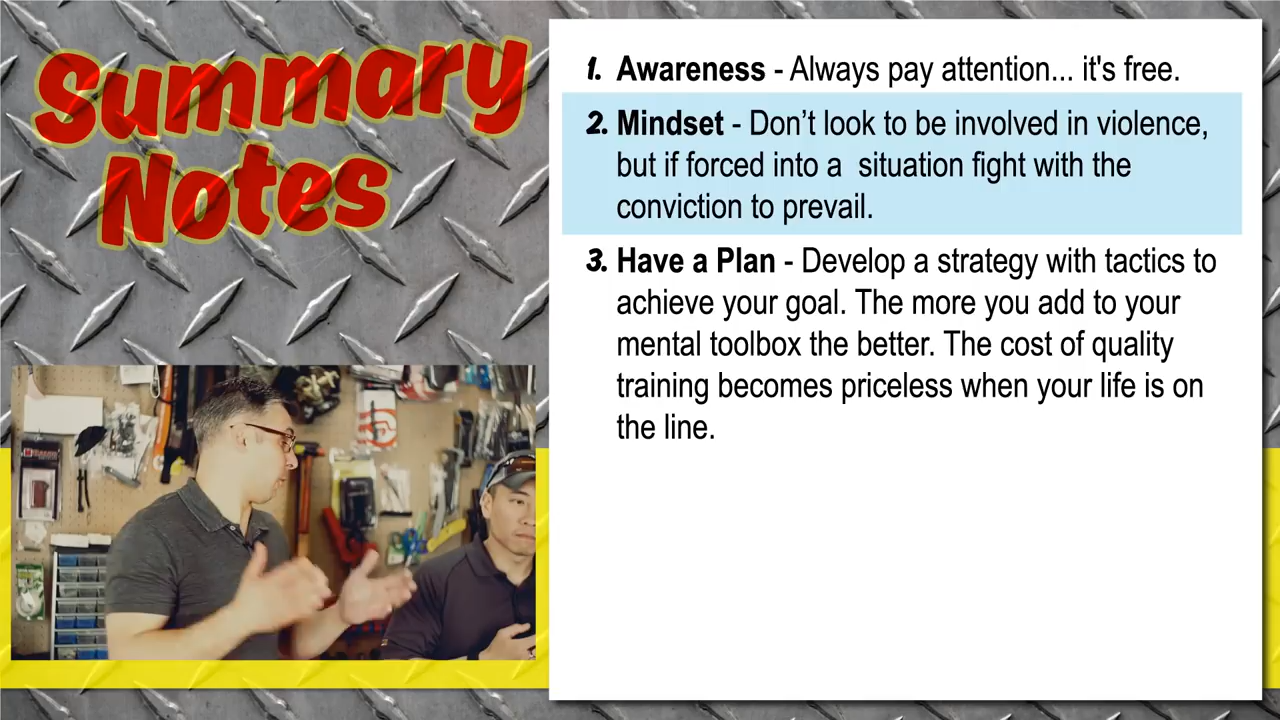 Summary
Notes
1. Awareness - Always pay attention... it's free.
2. Mindset - Don’t look to be involved in violence,
but if forced into a  situation fight with the
conviction to prevail.
3. Have a Plan - Develop a strategy with tactics to
achieve your goal. The more you add to your
mental toolbox the better. The cost of quality
training becomes priceless when your life is on
the line.